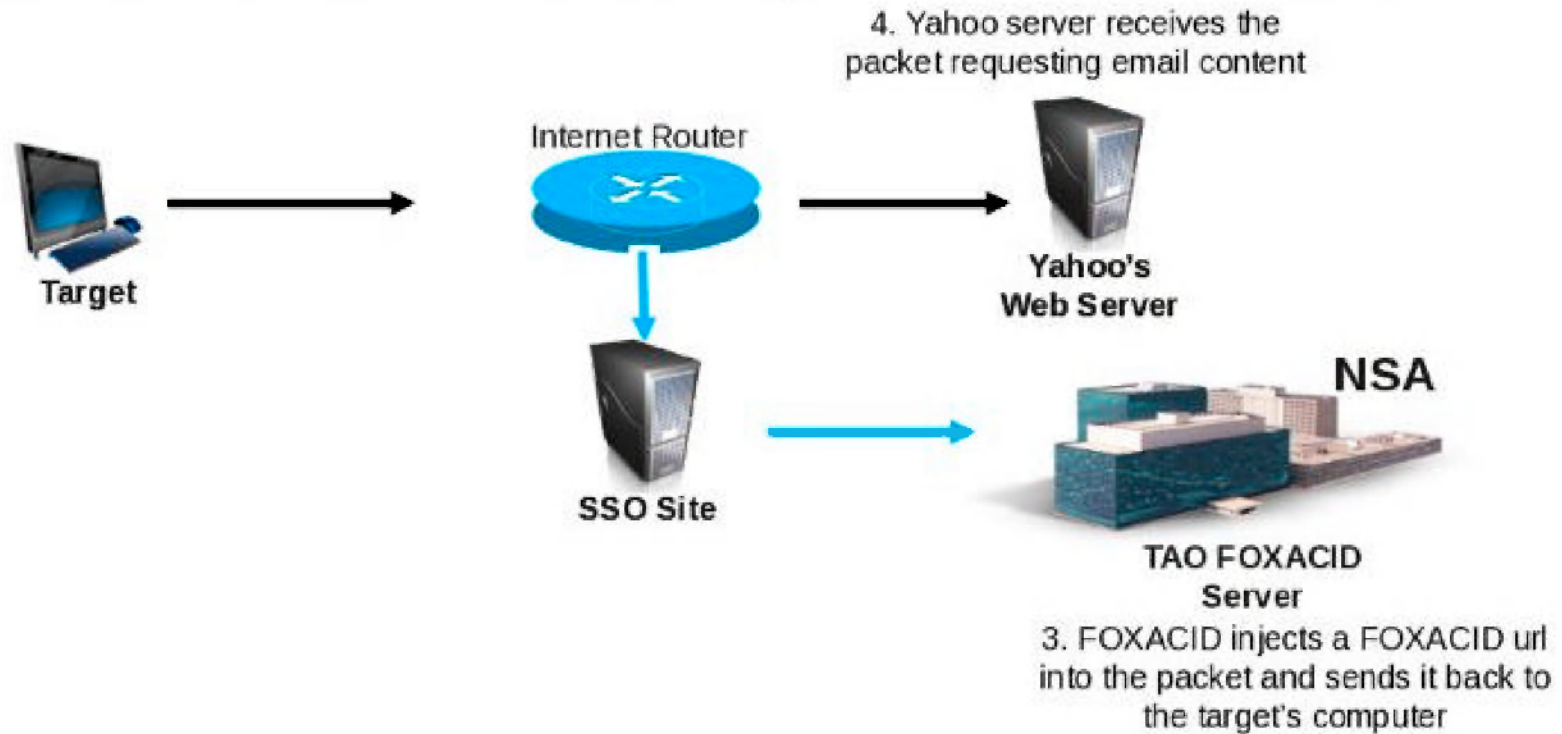 4. Yahoo server receives the
packet requesting email content
Internet Router
Target
Yahoo's
Web Server
NSA
SSO Site
TAO FOXACID
Server
3. FOXACID injects a FOXACID url
into the packet and sends it back to
the target's computer